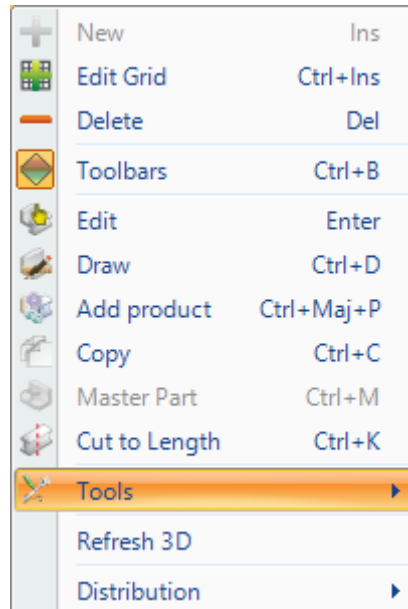 New Ins
Edit Grid Ctrl+Ins
Delete Del
Toolbars Ctrl+B
Edit Enter
Draw Ctrl+D
Add product Ctrl+Maj+P
Copy Ctrl+C
Master Part Ctrl+M
Cut to Length Ctrl+K
Tools
Refresh 3D
Distribution